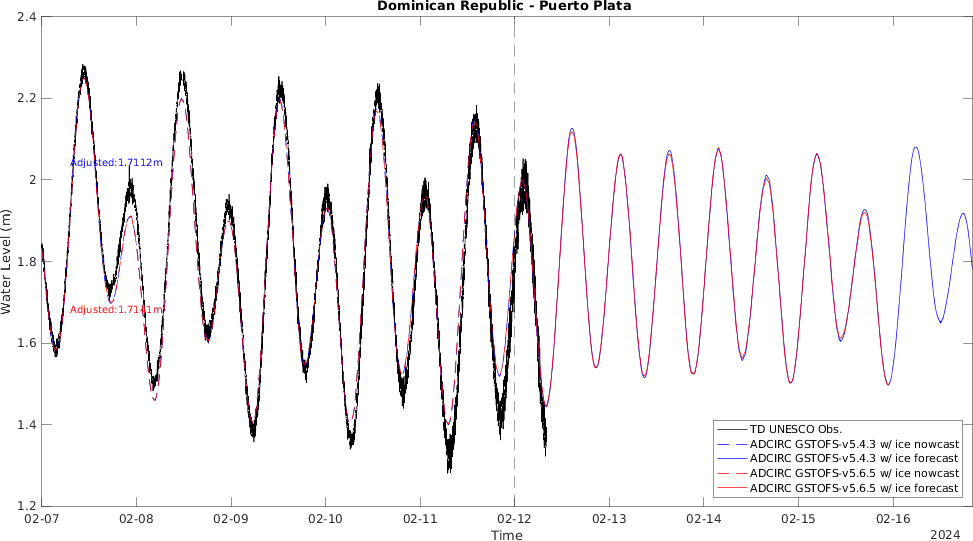 Dominican Republic - Puerto Plata
2.4
2.2
2
1.8
1.6
1.4
1.2
Water Level (m)
Adjusted:1.7112m
Adjusted:1.7141m
TD UNESCO Obs.
ADCIRC GSTOFS-v5.4.3 w/ ice nowcast
ADCIRC GSTOFS-v5.4.3 w/ ice forecast
ADCIRC GSTOFS-v5.6.5 w/ ice nowcast
ADCIRC GSTOFS-v5.6.5 w/ ice forecast
02-07 02-08 02-09 02-10 02-11 02-12 02-13 02-14 02-15 02-16
Time
2024